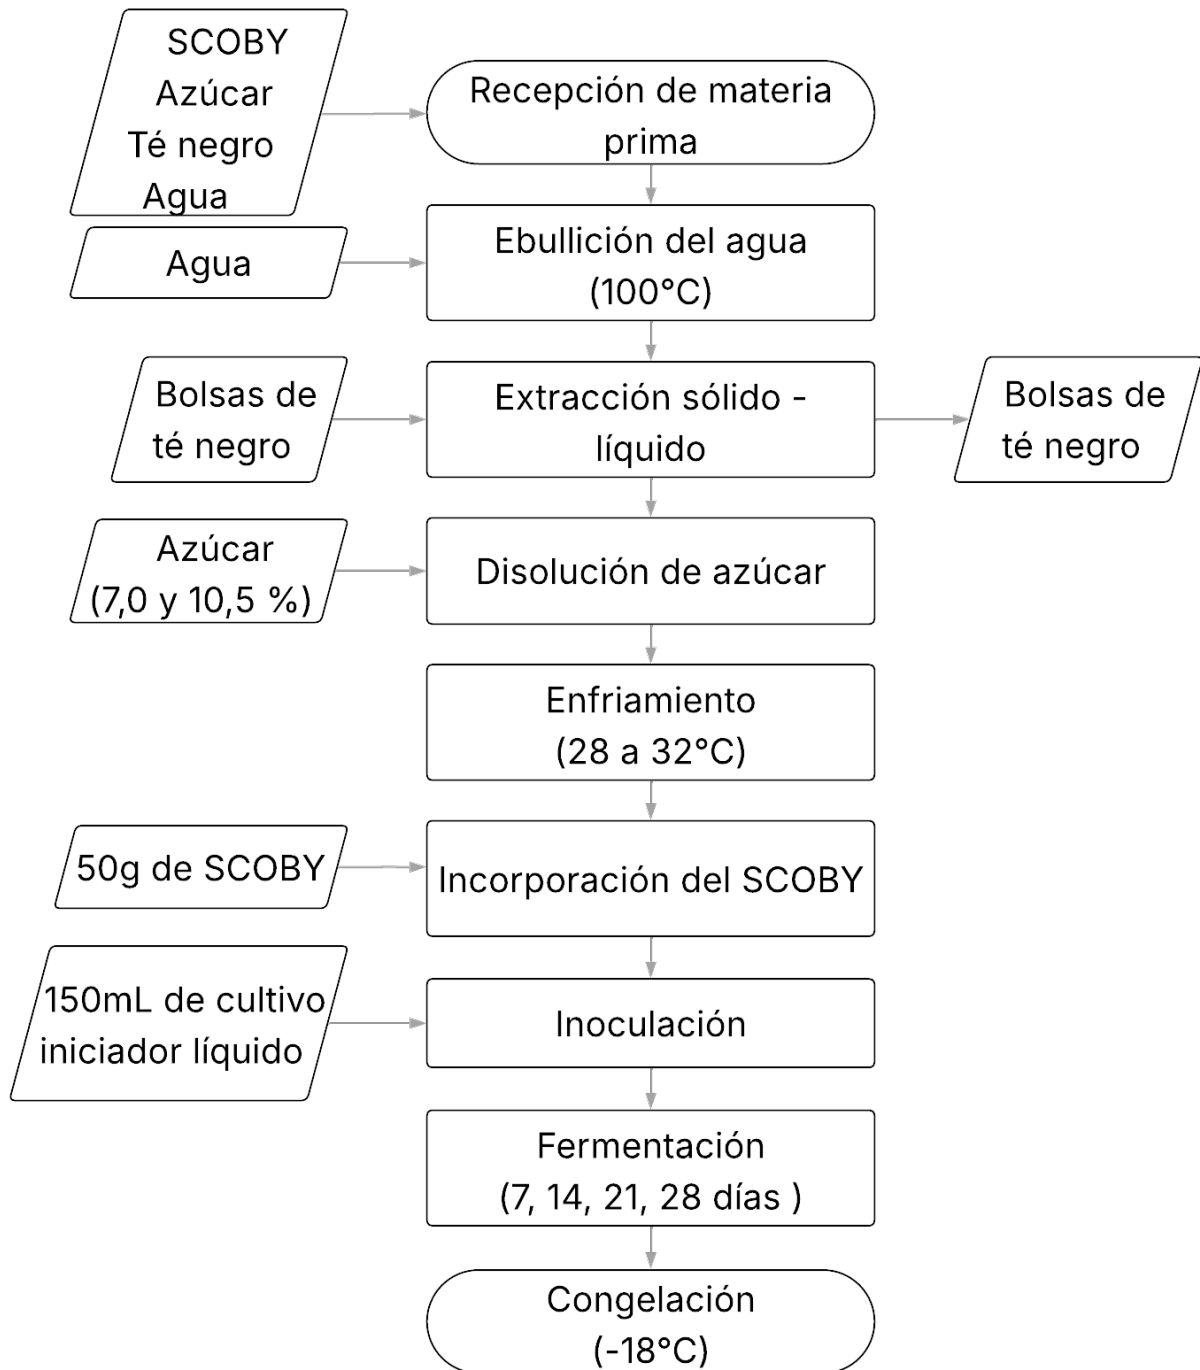 SCOBY
Azúcar
Té negro
Agua
Recepción de materia
prima
Agua
Ebullición del agua
(100°C)
Bolsas de
té negro
Extracción sólido -
líquido
Bolsas de
té negro
Azúcar
(7,0 y 10,5 %)
Disolución de azúcar
Enfriamiento
(28 a 32°C)
50g de SCOBY
Incorporación del SCOBY
150mL de cultivo
iniciador líquido
Inoculación
Fermentación
(7, 14, 21, 28 días )
Congelación
(-18°C)